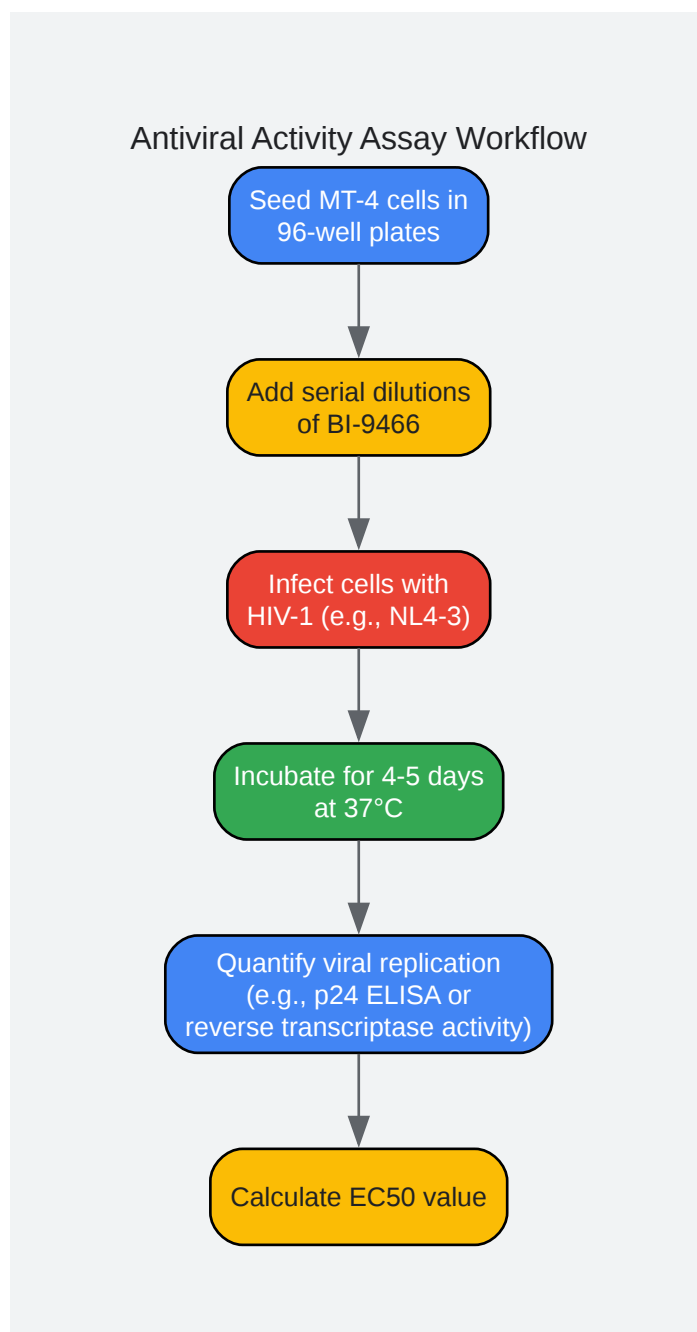 Antiviral Activity Assay Workflow
Seed MT-4 cells in
96-well plates
Add serial dilutions
of BI-9466
Infect cells with
HIV-1 (e.g., NL4-3)
Incubate for 4-5 days
at 37°C
Quantify viral replication
(e.g., p24 ELISA or
reverse transcriptase activity)
Calculate EC50 value